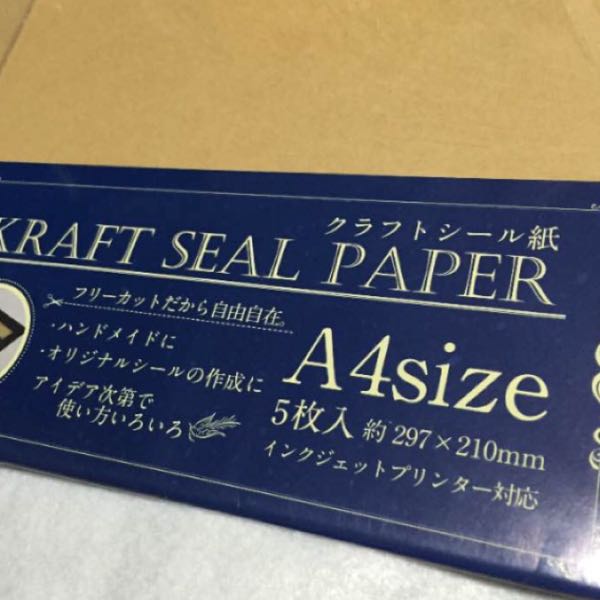 クラフトシール紙
KRAFT SEAL PAPER
フリーカットだから自由自在。
・ハンドメイドに
・オリジナルシールの作成に
アイデア次第で
使い方いろいろ
A4size
5枚入 約297×210mm
インクジェットプリンター対応